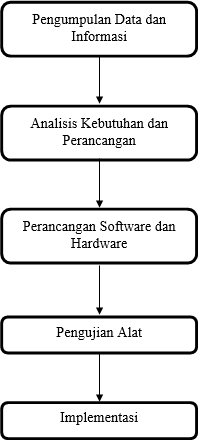 Pengumpulan Data dan
Informasi
Analisis Kebutuhan dan
Perancangan
Perancangan Software dan
Hardware
Pengujian Alat
Implementasi